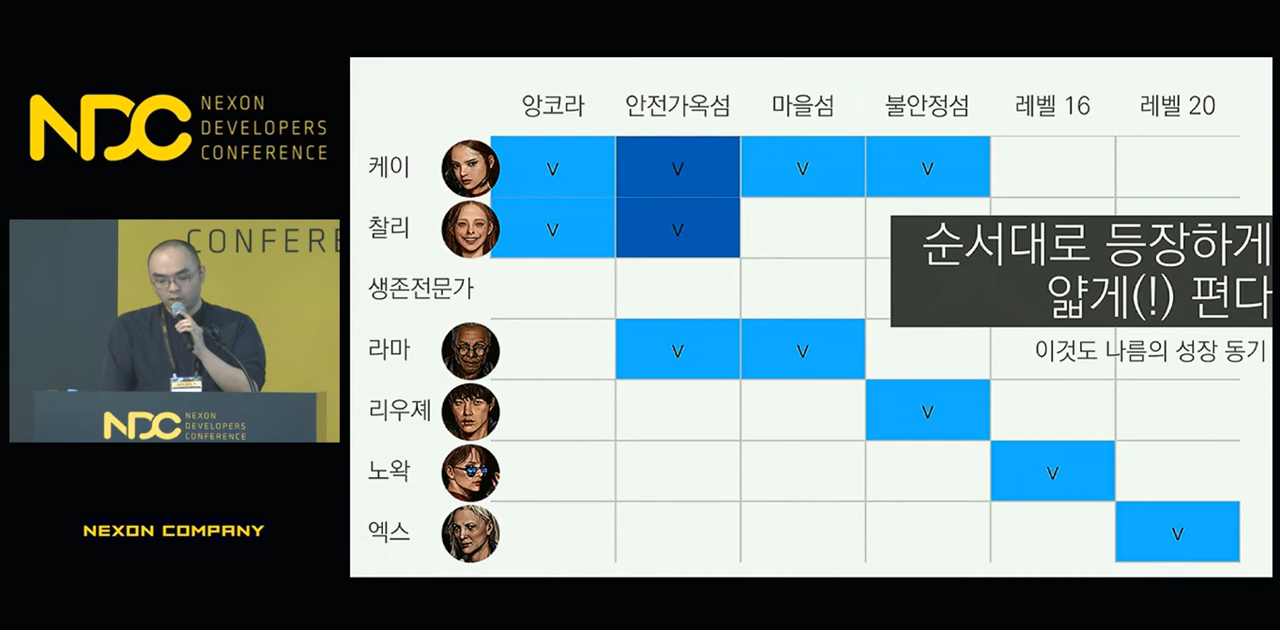 NDC
NEXON
DEVELOPERS
CONFERENCE
CONFERE
NDC
NEXON
DEVELOPERS
CONFERENCE
NEXON COMPANY
앙코라 안전가옥섬 마을섬 불안정섬 레벨 16 레벨 20
케이 V V V V
찰리 V V
순서대로 등장하게
얇게(!) 편다
생존전문가
라마 V V
이것도 나름의 성장 동기
리우졔 V
노왁 V
엑스 V